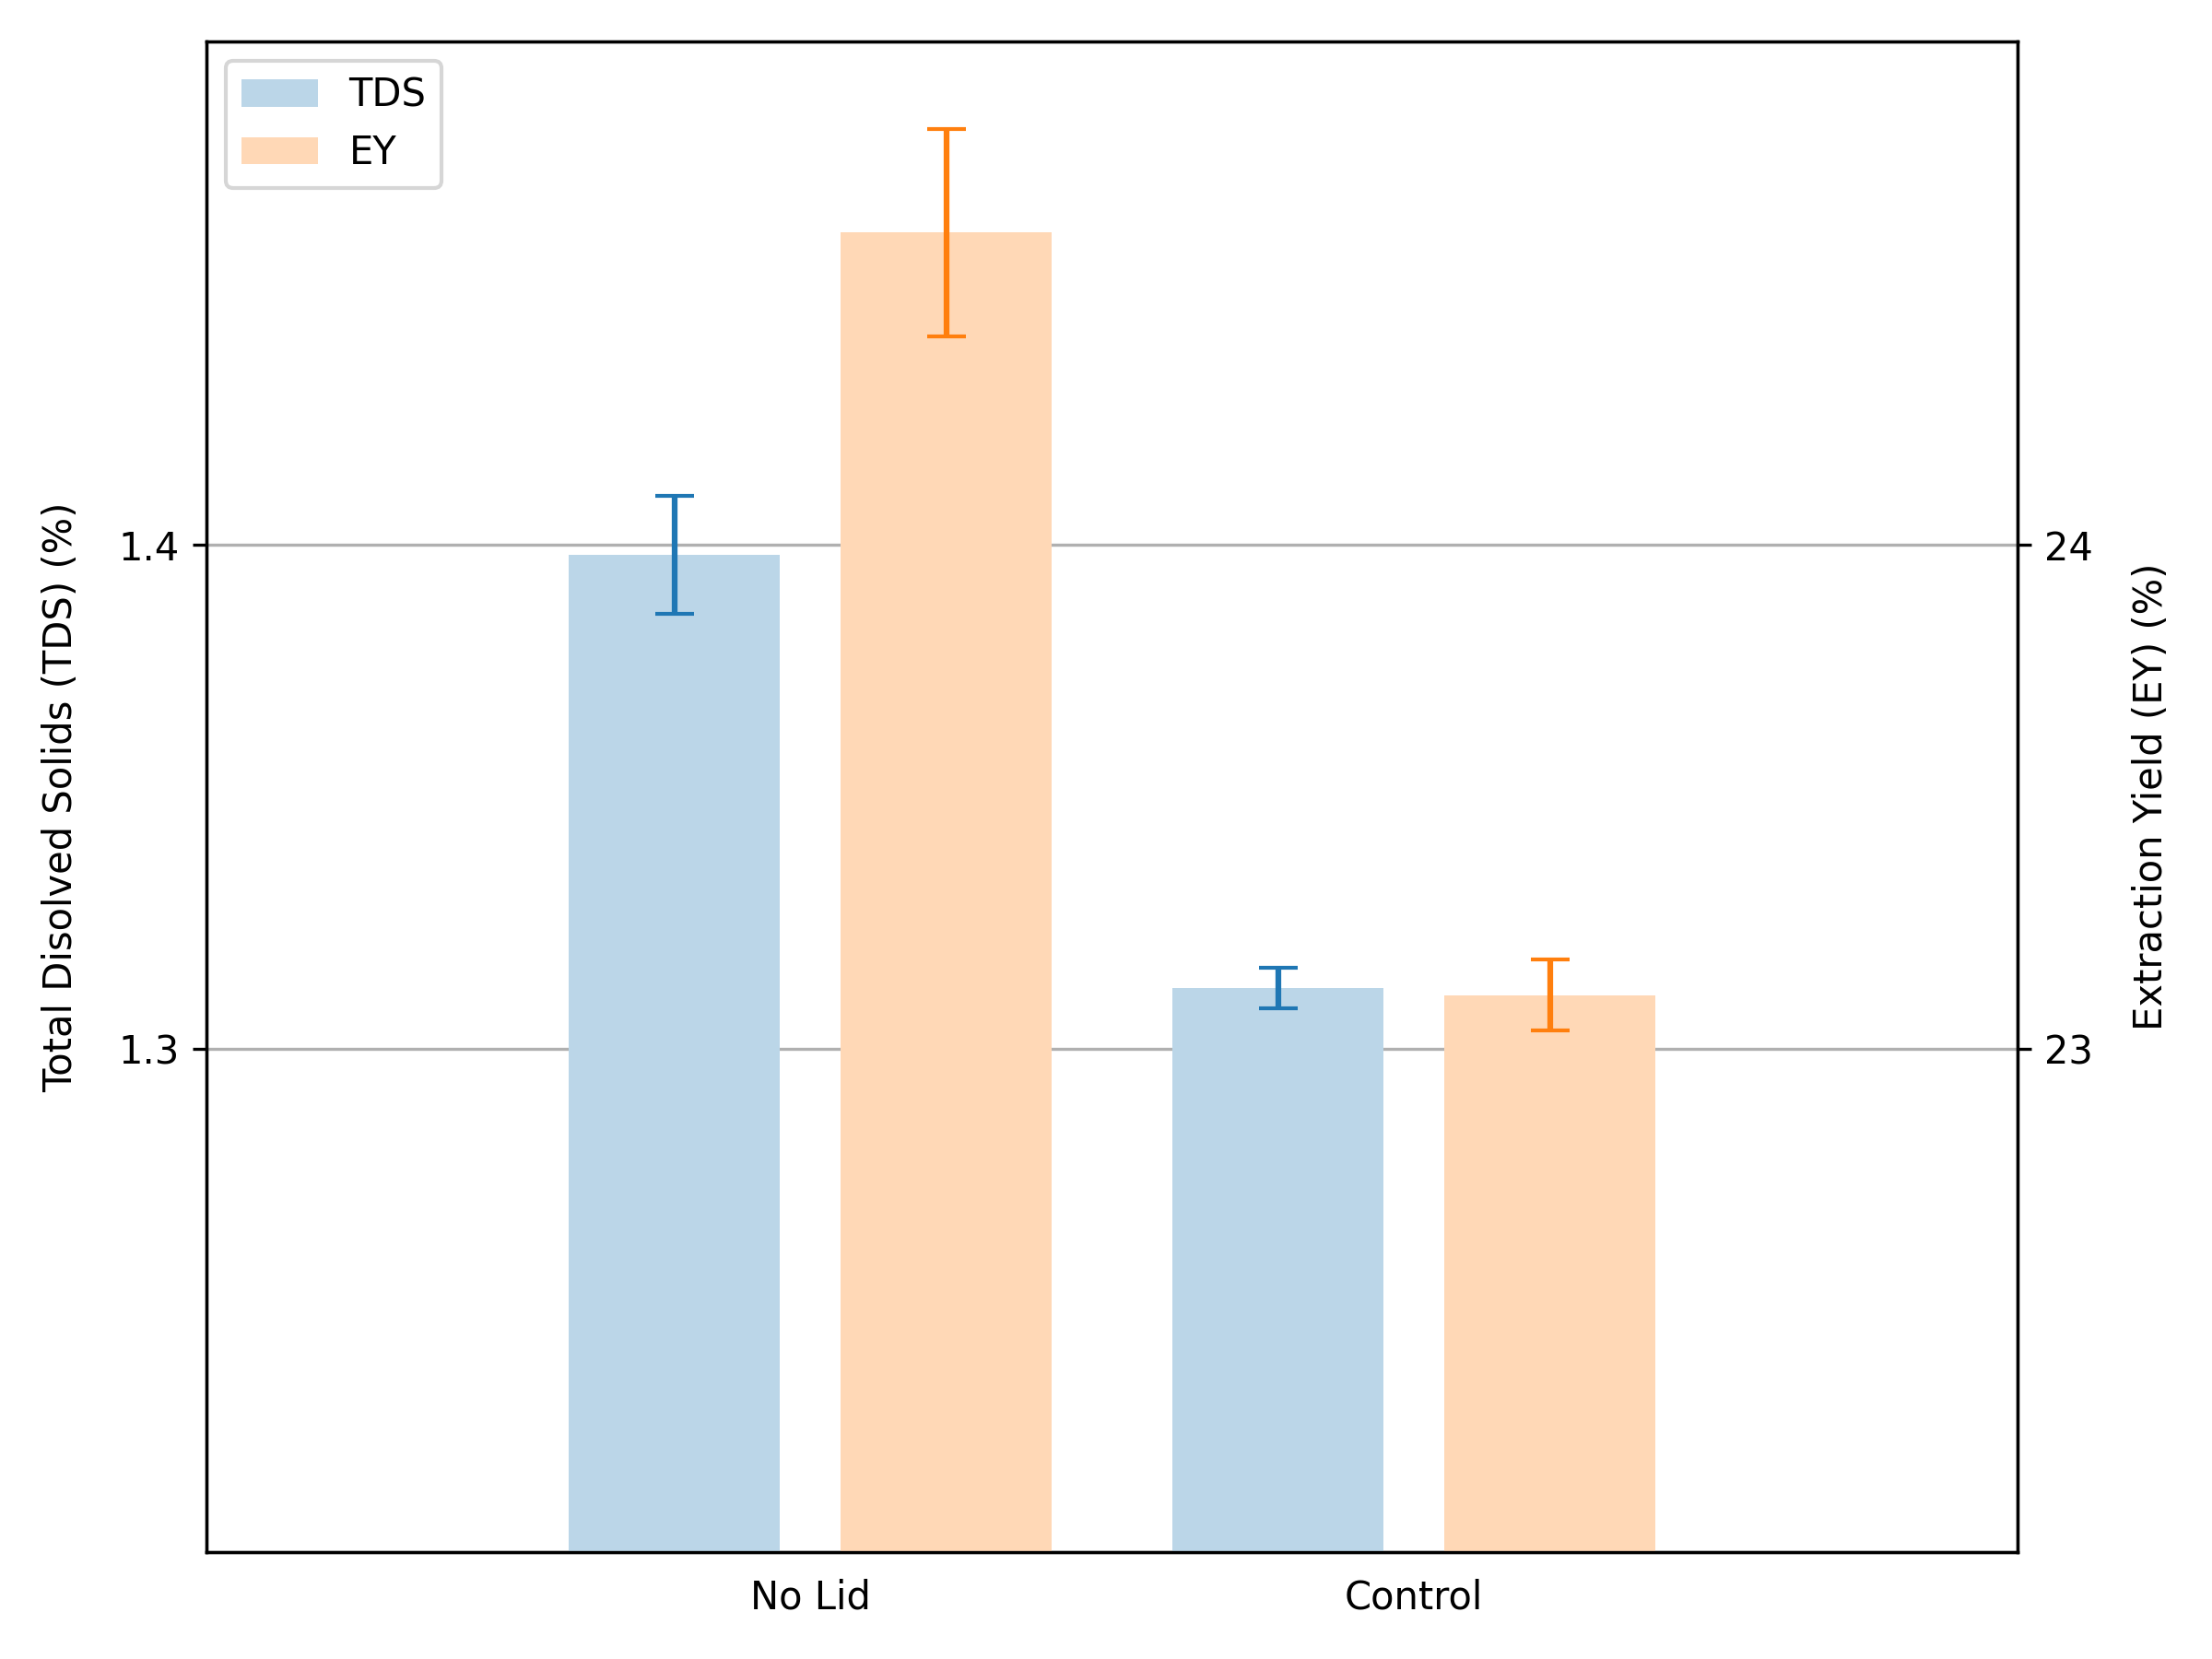 TDS
EY
Total Disolved Solids (TDS) (%)
1.4
1.3
24
23
Extraction Yield (EY) (%)
No Lid
Control